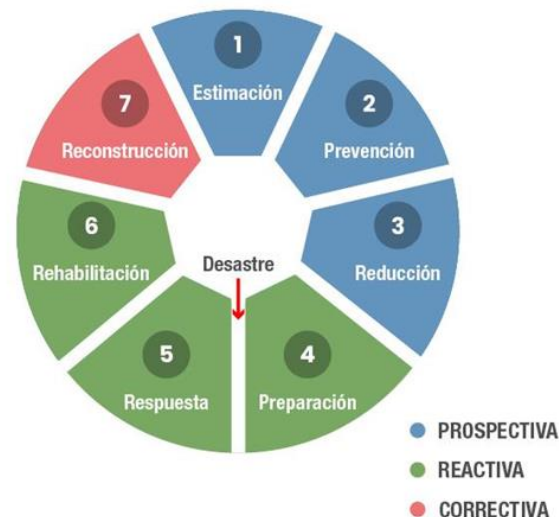 1
Estimación
2
Prevención
3
Reducción
4
Preparación
5
Respuesta
6
Rehabilitación
7
Reconstrucción
Desastre
PROSPECTIVA
REACTIVA
CORRECTIVA